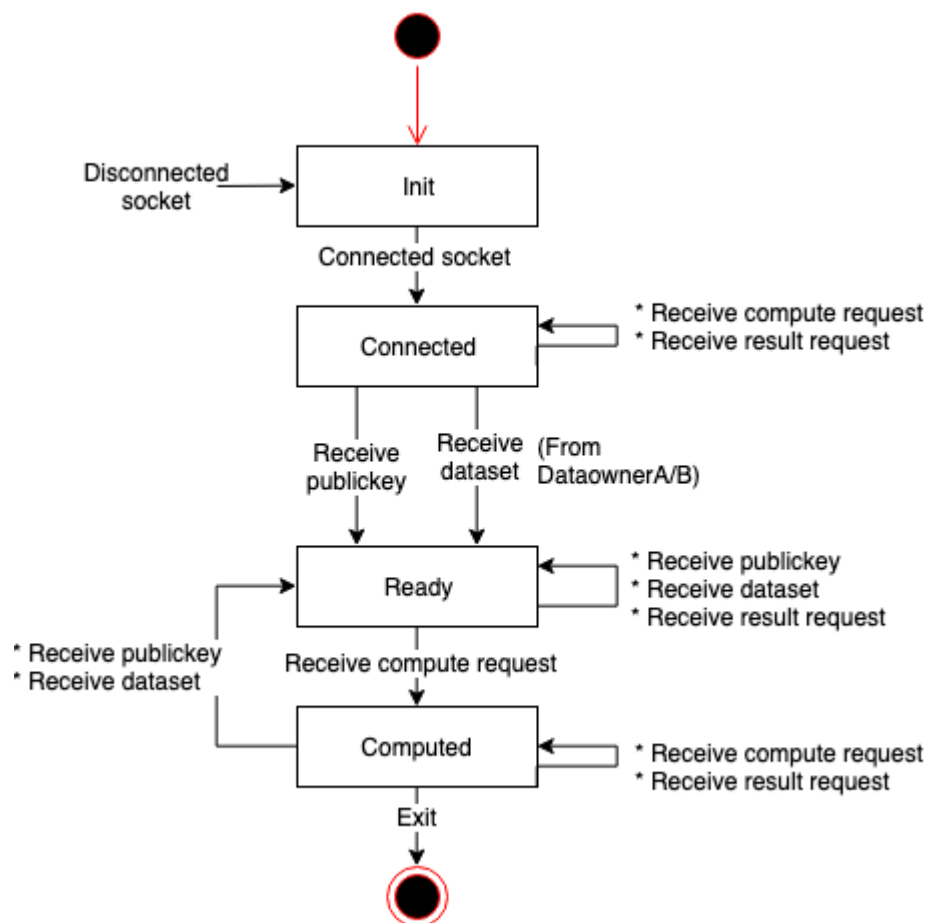 Disconnected
socket
Init
Connected socket
Connected
* Receive compute request
* Receive result request
Receive
publickey
Receive
dataset
(From
DataownerA/B)
Ready
* Receive publickey
* Receive dataset
* Receive result request
* Receive publickey
* Receive dataset
Receive compute request
Computed
* Receive compute request
* Receive result request
Exit